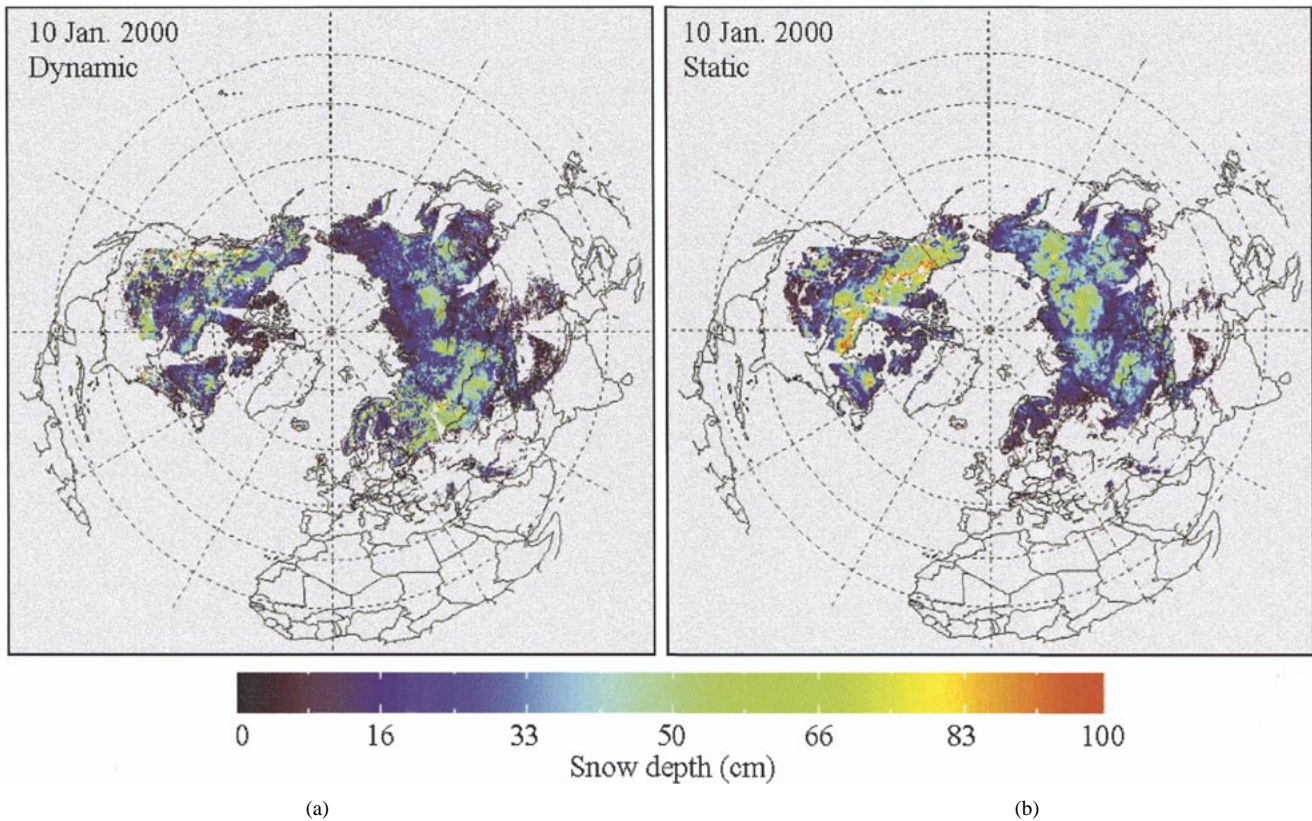 10 Jan. 2000
Dynamic
10 Jan. 2000
Static
0 16 33 50 66 83 100
Snow depth (cm)
(a) (b)